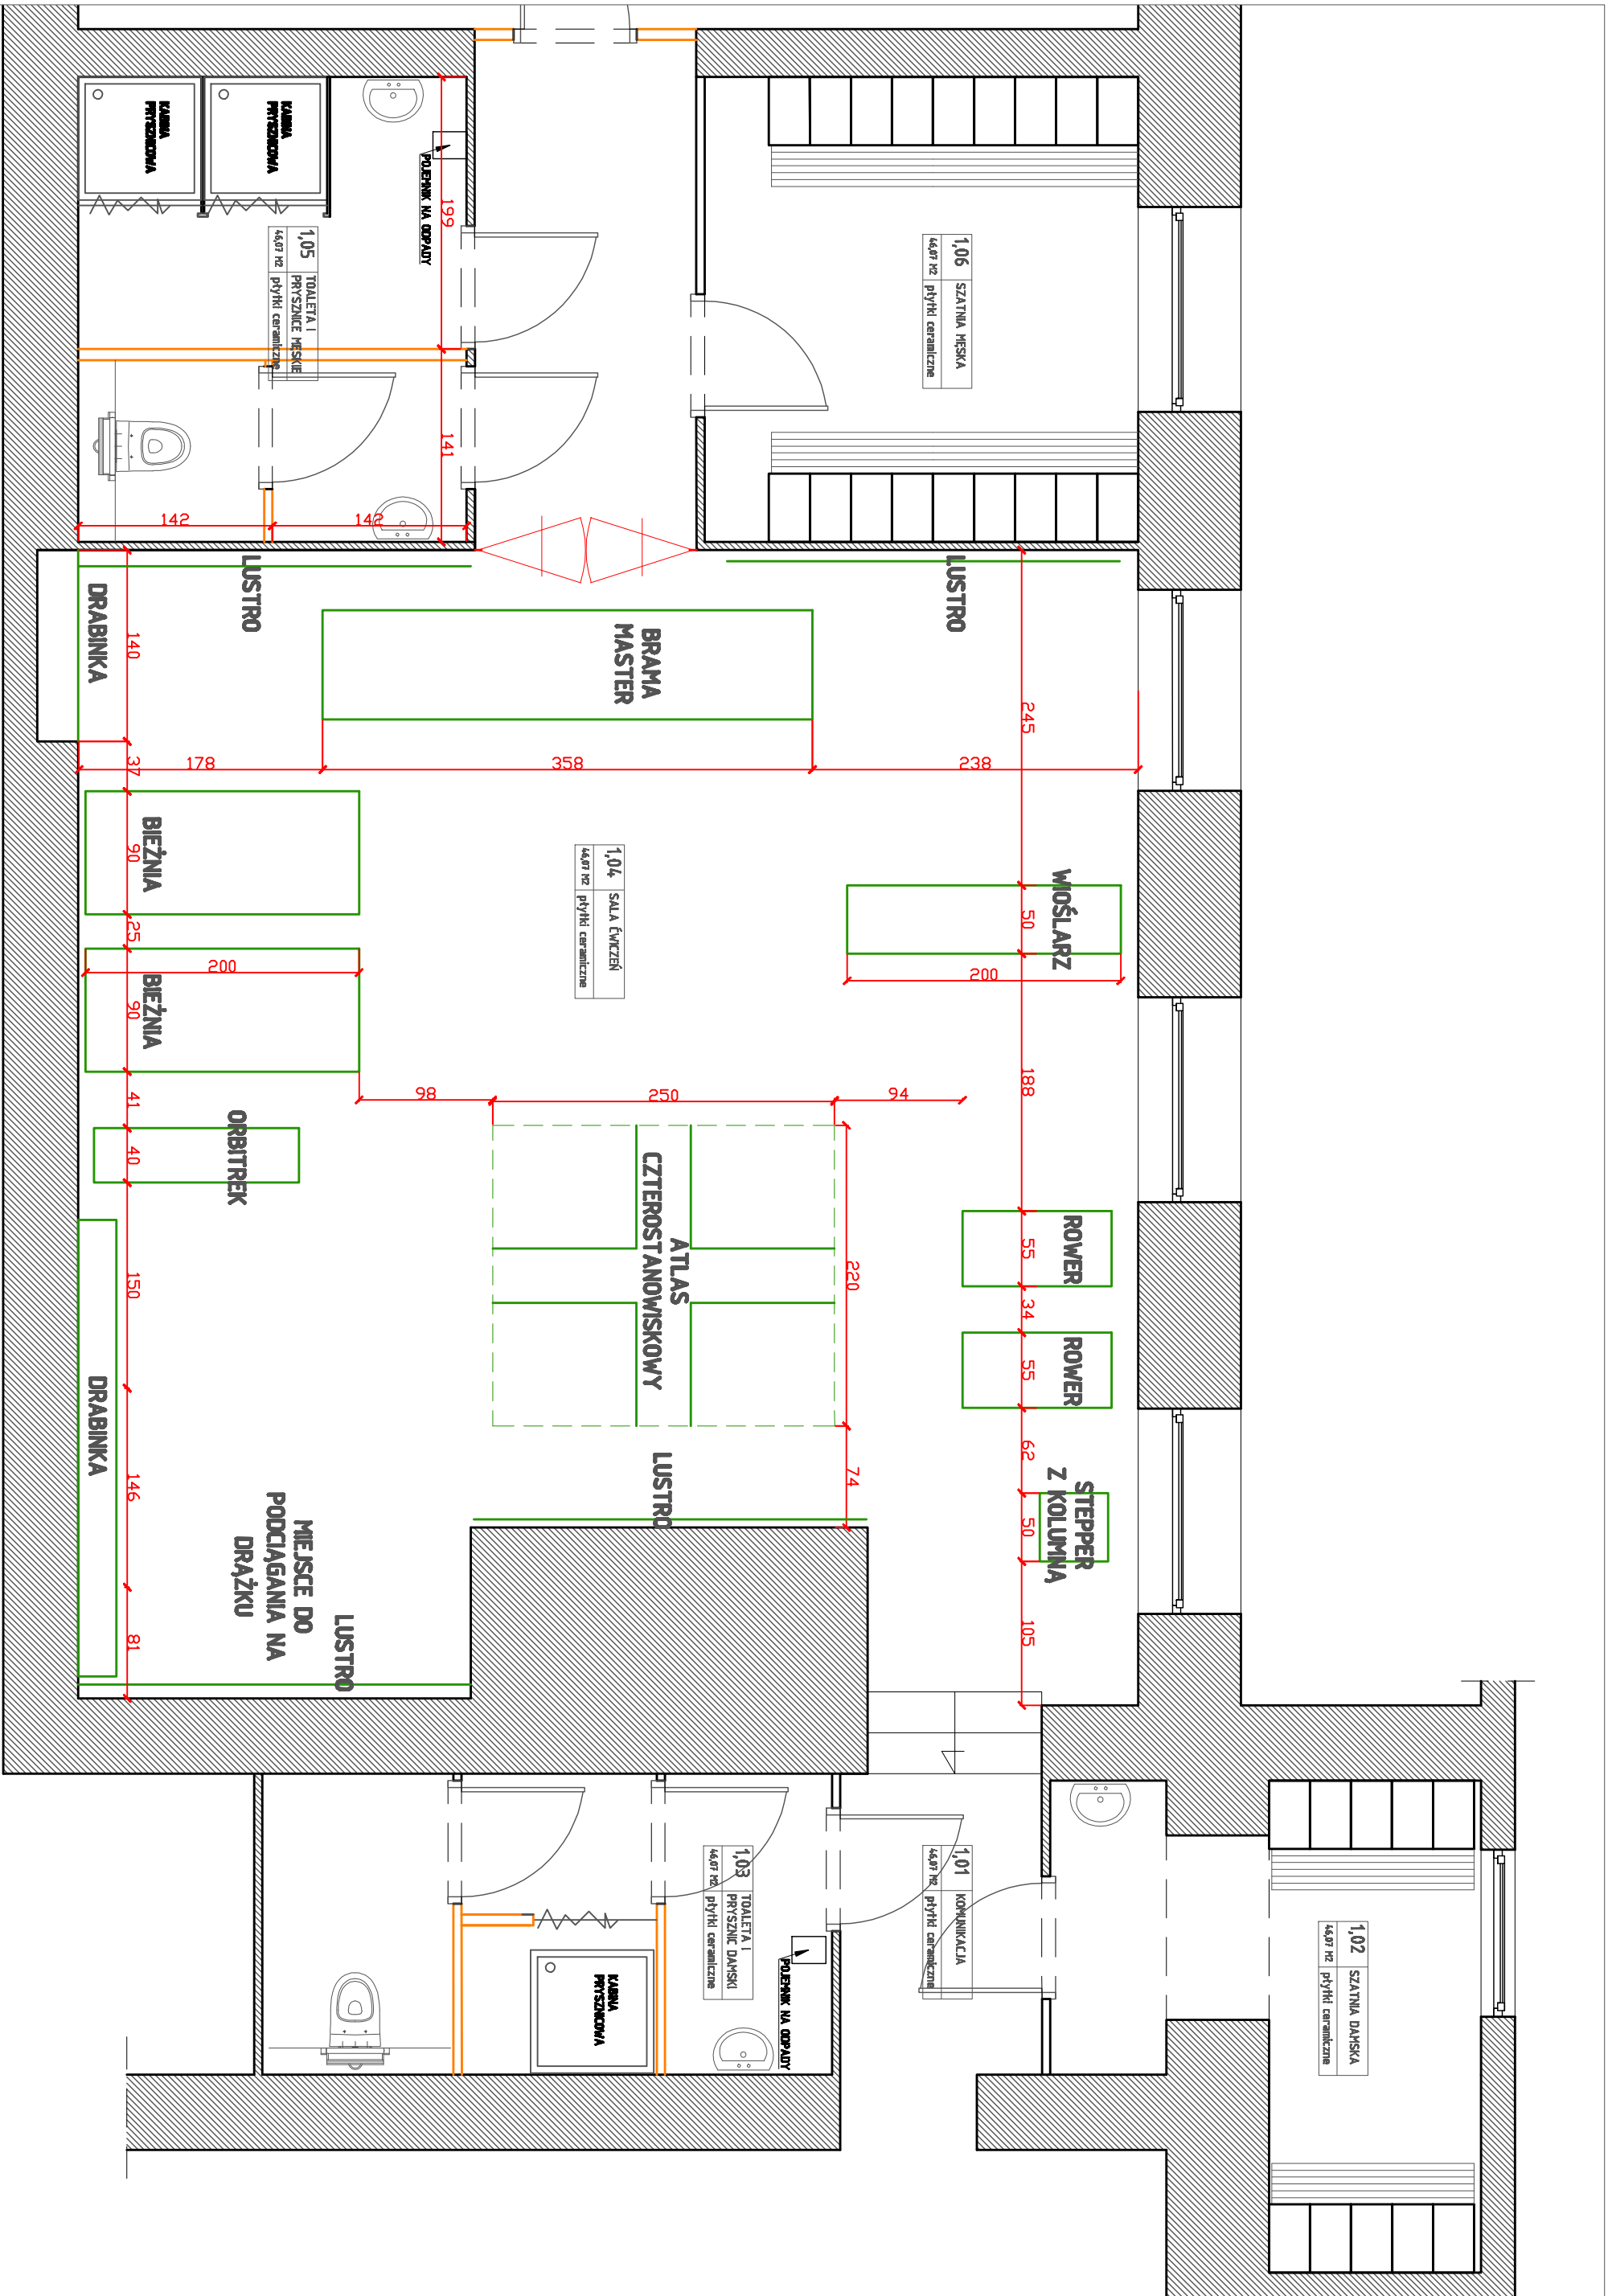 KABINA
PRYSZNICOWA
KABINA
PRYSZNICOWA
POJEMNIK NA ODPADY
199
141
142
142
1,05
TOALETA I
PRYSZNICE MĘSKIE
46,07 M2
płytki ceramiczne
1,06
SZATNIA MĘSKA
46,07 M2
płytki ceramiczne
LUSTRO
LUSTRO
DRABINKA
BRAMA
MASTER
140
37
90
25
90
41
40
150
146
81
178
358
238
245
50
188
55
34
55
62
50
105
BIEŻNIA
BIEŻNIA
200
1,04
SALA ĆWICZEŃ
46,07 M2
płytki ceramiczne
WIOŚLARZ
200
98
250
94
ORBITREK
ATLAS
CZTEROSTANOWISKOWY
220
74
ROWER
ROWER
STEPPER
Z KOLUMNĄ
LUSTRO
DRABINKA
MIEJSCE DO
PODCIĄGANIA NA
DRĄŻKU
LUSTRO
1,03
TOALETA I
PRYSZNIC DAMSKI
46,07 M2
płytki ceramiczne
KABINA
PRYSZNICOWA
POJEMNIK NA ODPADY
1,01
KOMUNIKACJA
46,07 M2
płytki ceramiczne
1,02
SZATNIA DAMSKA
46,07 M2
płytki ceramiczne